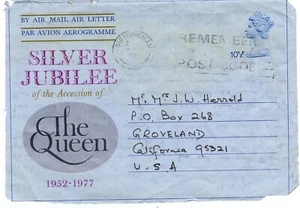 BY AIR MAIL AIR LETTER
PAR AVION AEROGRAMME
REMEMBER
10½P
SILVER
JUBILEE
of the Accession of
The
Queen
1952-1977
Mr. Mrs J.W. Harrold
P.O. Box 268
GROVELAND
California 95321
U.S.A